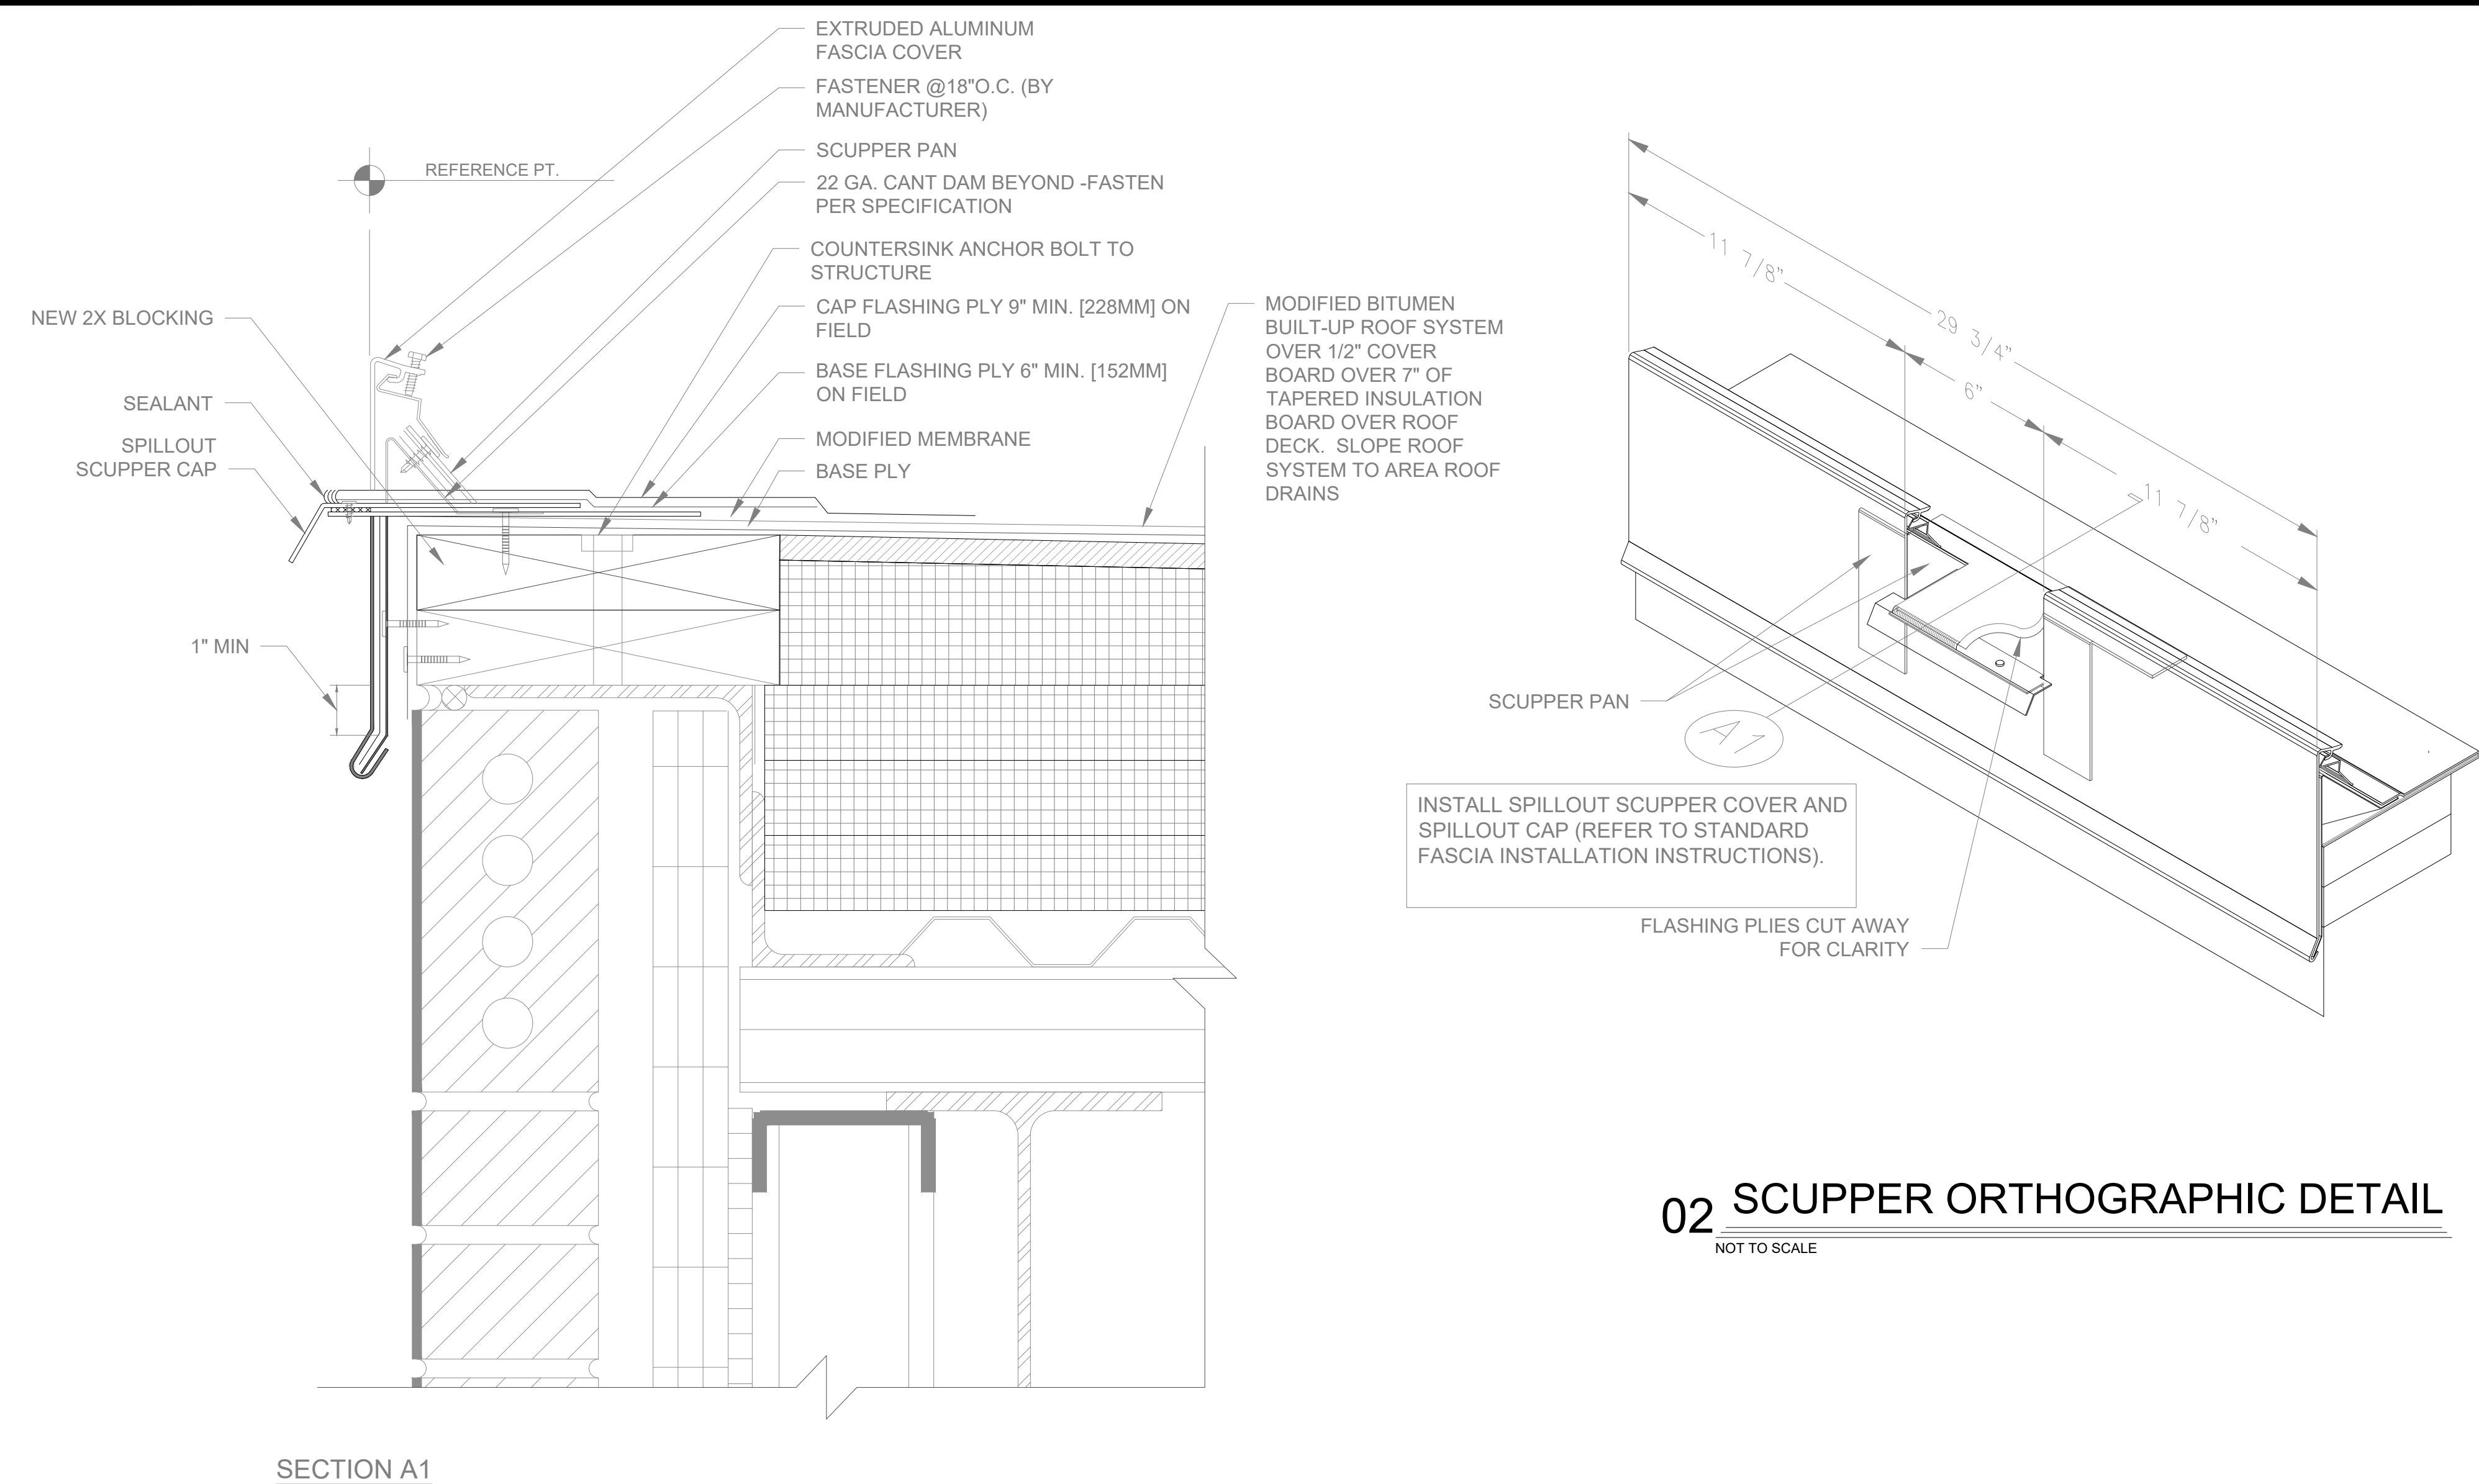 EXTRUDED ALUMINUM
FASCIA COVER
FASTENER @18"O.C. (BY
MANUFACTURER)
SCUPPER PAN
22 GA. CANT DAM BEYOND -FASTEN
PER SPECIFICATION
COUNTERSINK ANCHOR BOLT TO
STRUCTURE
CAP FLASHING PLY 9" MIN. [228MM] ON
FIELD
BASE FLASHING PLY 6" MIN. [152MM]
ON FIELD
MODIFIED MEMBRANE
BASE PLY
REFERENCE PT.
NEW 2X BLOCKING
SEALANT
SPILLOUT
SCUPPER CAP
1" MIN
MODIFIED BITUMEN
BUILT-UP ROOF SYSTEM
OVER 1/2" COVER
BOARD OVER 7" OF
TAPERED INSULATION
BOARD OVER ROOF
DECK.  SLOPE ROOF
SYSTEM TO AREA ROOF
DRAINS
SECTION A1
11 7/8"
29 3/4"
6"
11 7/8"
SCUPPER PAN
A1
INSTALL SPILLOUT SCUPPER COVER AND
SPILLOUT CAP (REFER TO STANDARD
FASCIA INSTALLATION INSTRUCTIONS).
FLASHING PLIES CUT AWAY
FOR CLARITY
02 SCUPPER ORTHOGRAPHIC DETAIL
NOT TO SCALE